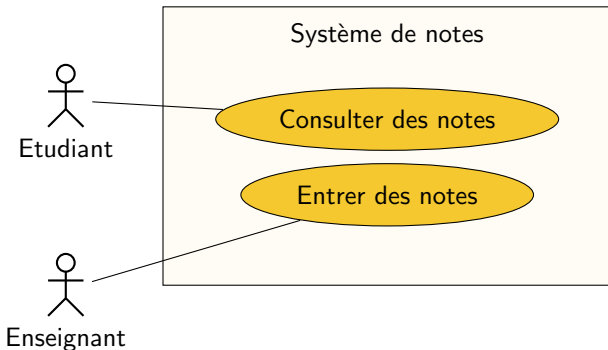 Système de notes
Consulter des notes
Etudiant
Entrer des notes
Enseignant